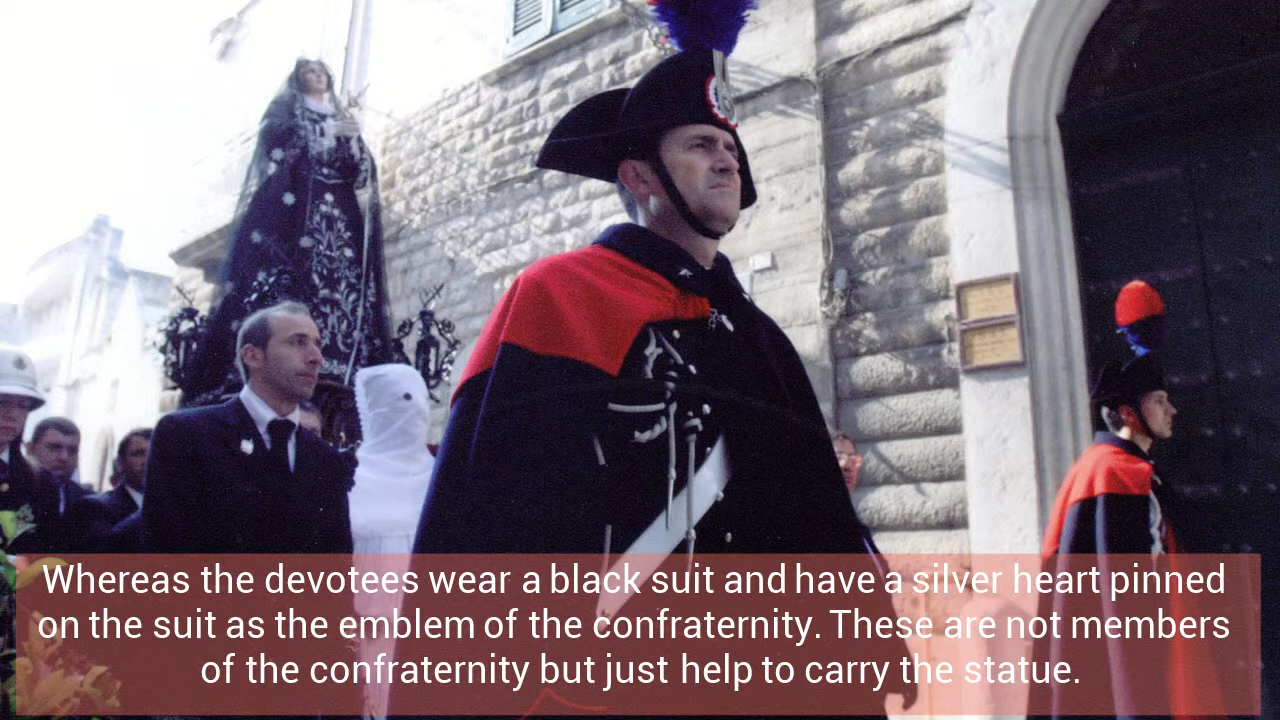 Whereas the devotees wear a black suit and have a silver heart pinned
on the suit as the emblem of the confraternity. These are not members
of the confraternity but just help to carry the statue.